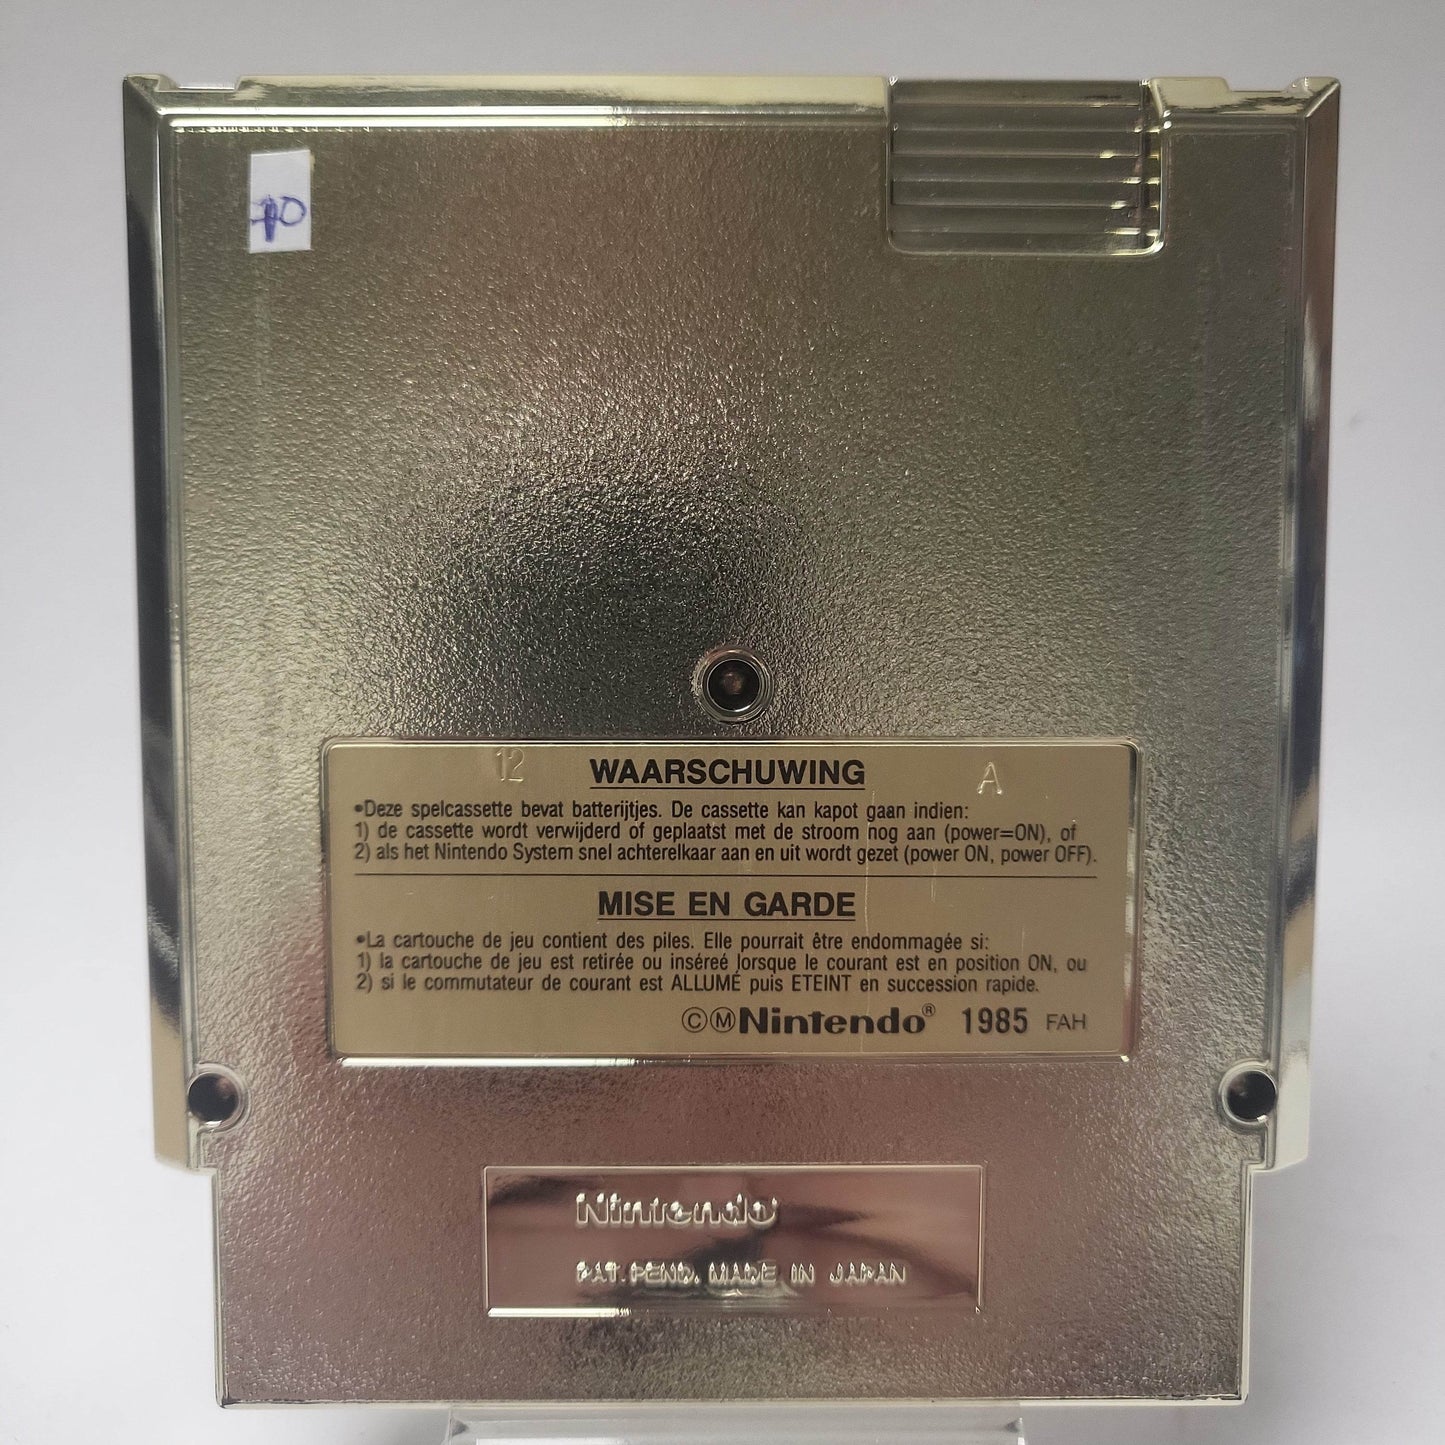 12 WAARSCHUWING A
•Deze spelcassette bevat batterijtjes. De cassette kan kapot gaan indien:
1) de cassette wordt verwijderd of geplaatst met de stroom nog aan (power=ON), of
2) als het Nintendo System snel achterelkaar aan en uit wordt gezet (power ON, power OFF).
MISE EN GARDE
•La cartouche de jeu contient des piles. Elle pourrait être endommagée si:
1) la cartouche de jeu est retirée ou inséreé lorsque le courant est en position ON, ou
2) si le commutateur de courant est ALLUMÉ puis ETEINT en succession rapide.
ⒸⓂNintendo® 1985 FAH
Nintendo
PAT. PEND. MADE IN JAPAN